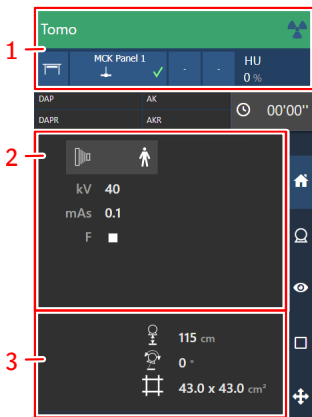 1
Tomo
MCK Panel 1
HU
- -
0 %
DAP AK
00'00''
DAPR AKR
2
kV 40
mAs 0.1
F
3
115 cm
0 °
43.0 x 43.0 cm²